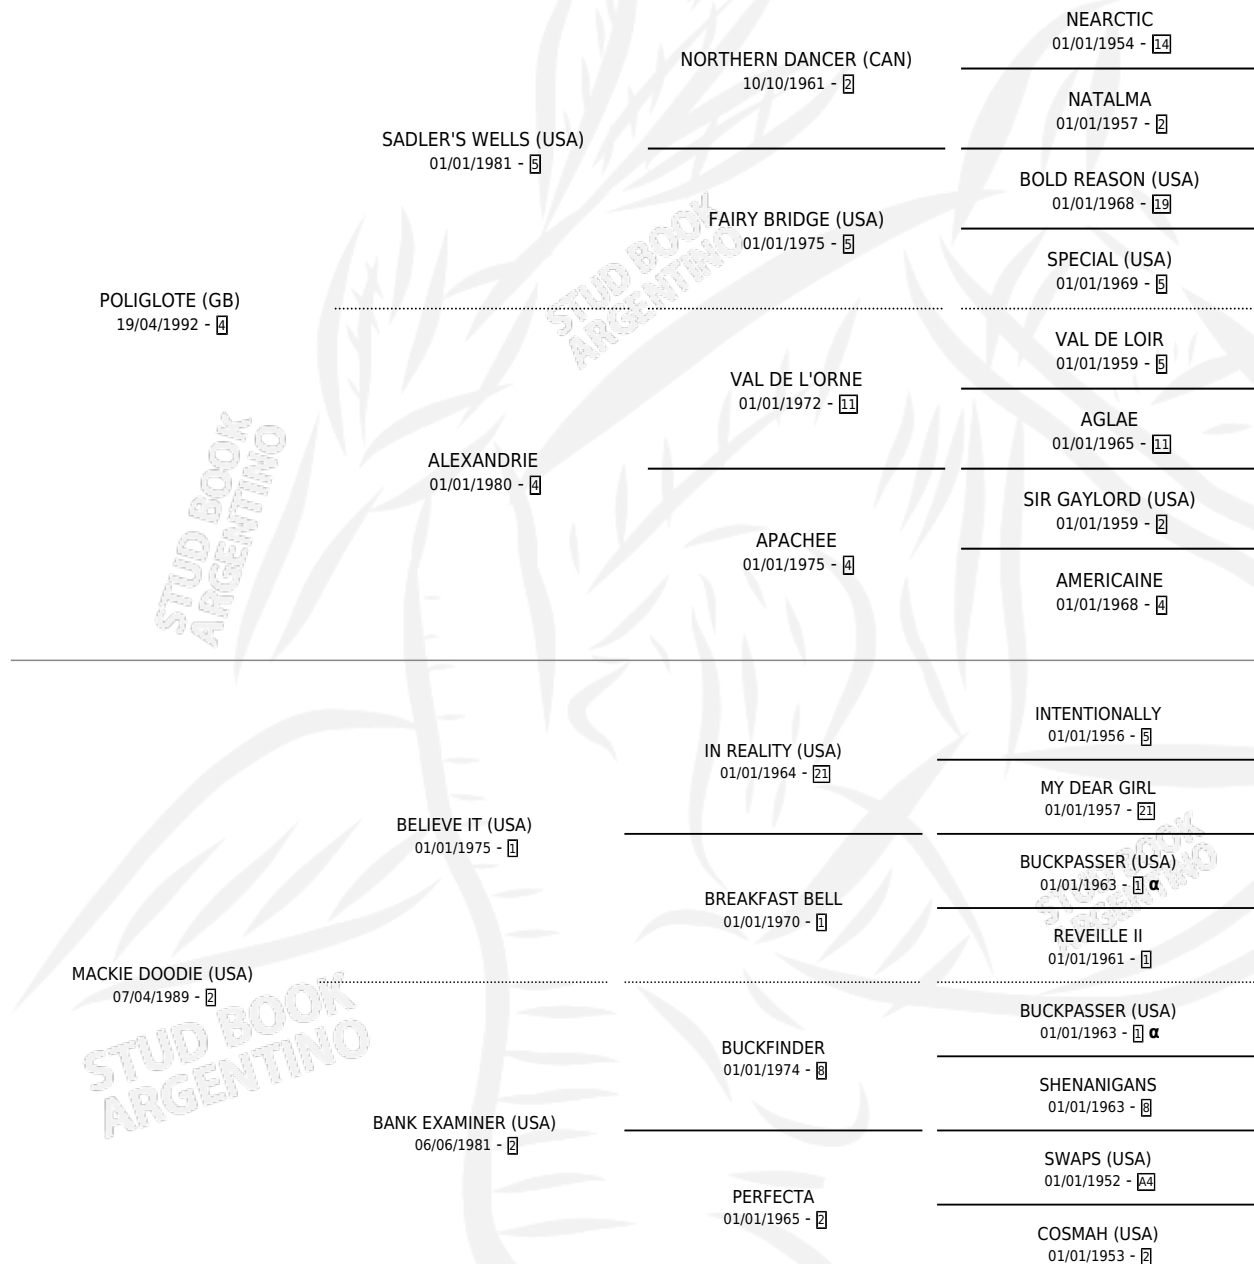 NEARCTIC
01/01/1954 - 14
NORTHERN DANCER (CAN)
10/10/1961 - 2
NATALMA
01/01/1957 - 2
SADLER'S WELLS (USA)
01/01/1981 - 5
BOLD REASON (USA)
01/01/1968 - 19
FAIRY BRIDGE (USA)
01/01/1975 - 5
SPECIAL (USA)
01/01/1969 - 5
POLIGLOTE (GB)
19/04/1992 - 4
VAL DE LOIR
01/01/1959 - 5
VAL DE L'ORNE
01/01/1972 - 11
AGLAE
01/01/1965 - 11
ALEXANDRIE
01/01/1980 - 4
SIR GAYLORD (USA)
01/01/1959 - 2
APACHEE
01/01/1975 - 4
AMERICAINE
01/01/1968 - 4
INTENTIONALLY
01/01/1956 - 5
IN REALITY (USA)
01/01/1964 - 21
MY DEAR GIRL
01/01/1957 - 21
BELIEVE IT (USA)
01/01/1975 - 1
BUCKPASSER (USA)
01/01/1963 - 1 α
BREAKFAST BELL
01/01/1970 - 1
REVEILLE II
01/01/1961 - 1
MACKIE DOODIE (USA)
07/04/1989 - 2
BUCKPASSER (USA)
01/01/1963 - 1 α
BUCKFINDER
01/01/1974 - 8
SHENANIGANS
01/01/1963 - 8
BANK EXAMINER (USA)
06/06/1981 - 2
SWAPS (USA)
01/01/1952 - A4
PERFECTA
01/01/1965 - 2
COSMAH (USA)
01/01/1953 - 2
STUD BOOK
ARGENTINO
STUD BOOK
ARGENTINO
STUD BOOK
ARGENTINO
STUD BOOK
ARGENTINO